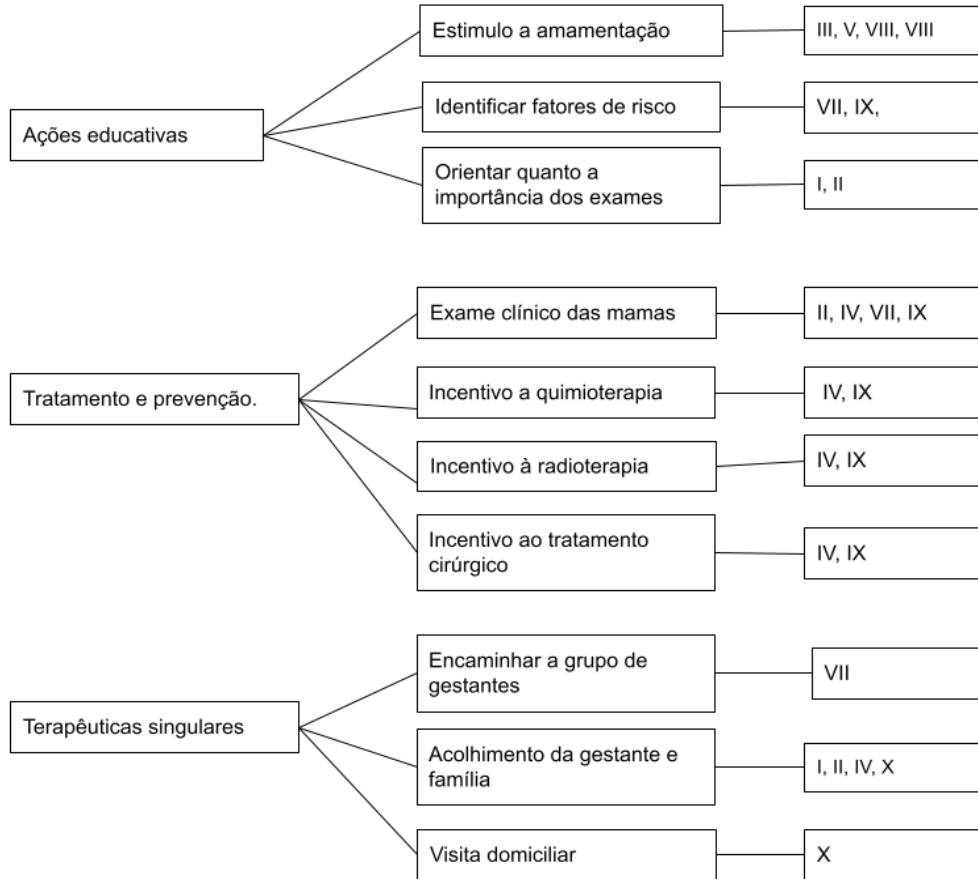 Estimulo a amamentação
III, V, VIII, VIII
Identificar fatores de risco
VII, IX,
Ações educativas
Orientar quanto a
importância dos exames
I, II
Exame clínico das mamas
II, IV, VII, IX
Tratamento e prevenção.
Incentivo a quimioterapia
IV, IX
Incentivo à radioterapia
IV, IX
Incentivo ao tratamento
cirúrgico
IV, IX
Encaminhar a grupo de
gestantes
VII
Terapêuticas singulares
Acolhimento da gestante e
família
I, II, IV, X
Visita domiciliar
X